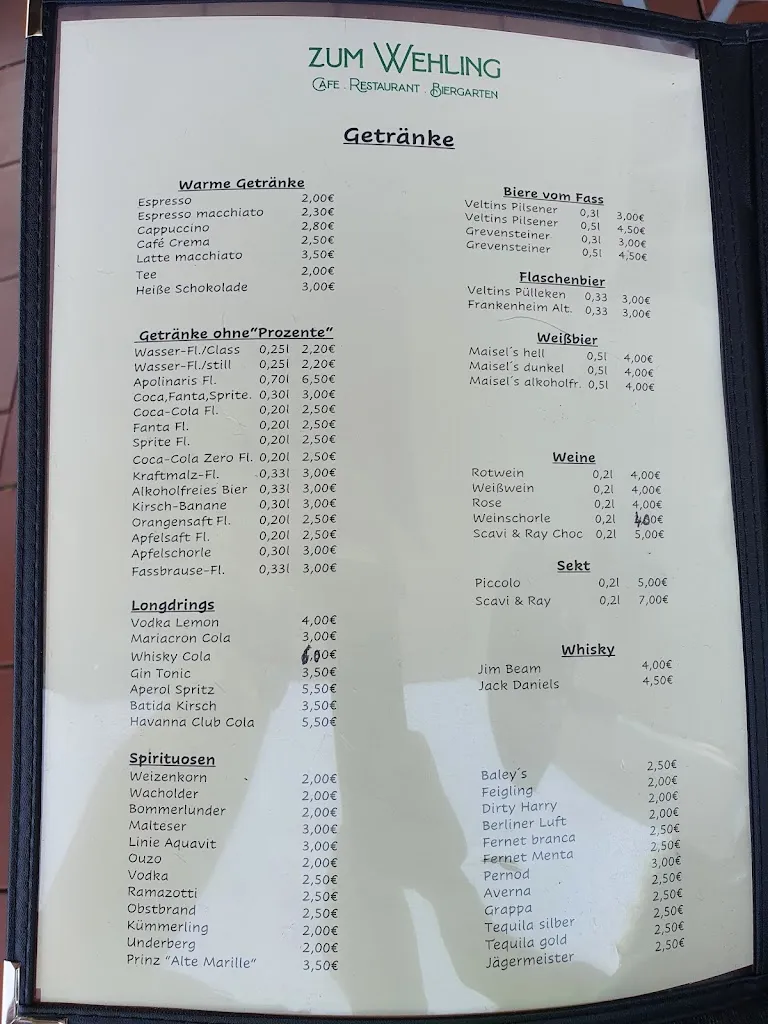 ZUM WEHLING
CAFE . RESTAURANT . BIERGARTEN
Getränke
Warme Getränke
Espresso 2,00€
Espresso macchiato 2,30€
Cappuccino 2,80€
Café Crema 2,50€
Latte macchiato 3,50€
Tee 2,00€
Heiße Schokolade 3,00€
Getränke ohne"Prozente"
Wasser-Fl./Class 0,25l 2,20€
Wasser-Fl./still 0,25l 2,20€
Apolinaris Fl. 0,70l 6,50€
Coca,Fanta,Sprite. 0,30l 3,00€
Coca-Cola Fl. 0,20l 2,50€
Fanta Fl. 0,20l 2,50€
Sprite Fl. 0,20l 2,50€
Coca-Cola Zero Fl. 0,20l 2,50€
Kraftmalz-Fl. 0,33l 3,00€
Alkoholfreies Bier 0,33l 3,00€
Kirsch-Banane 0,30l 3,00€
Orangensaft Fl. 0,20l 2,50€
Apfelsaft Fl. 0,20l 2,50€
Apfelschorle 0,30l 3,00€
Fassbrause-Fl. 0,33l 3,00€
Longdrings
Vodka Lemon 4,00€
Mariacron Cola 3,00€
Whisky Cola 6,00€
Gin Tonic 3,50€
Aperol Spritz 5,50€
Batida Kirsch 3,50€
Havanna Club Cola 5,50€
Spirituosen
Weizenkorn 2,00€
Wacholder 2,00€
Bommerlunder 2,00€
Malteser 3,00€
Linie Aquavit 3,00€
Ouzo 2,00€
Vodka 2,50€
Ramazotti 2,50€
Obstbrand 2,50€
Kümmerling 2,00€
Underberg 2,00€
Prinz "Alte Marille" 3,50€
Biere vom Fass
Veltins Pilsener 0,3l 3,00€
Veltins Pilsener 0,5l 4,50€
Grevensteiner 0,3l 3,00€
Grevensteiner 0,5l 4,50€
Flaschenbier
Veltins Pülleken 0,33 3,00€
Frankenheim Alt. 0,33 3,00€
Weißbier
Maisel´s hell 0,5l 4,00€
Maisel´s dunkel 0,5l 4,00€
Maisel´s alkoholfr. 0,5l 4,00€
Weine
Rotwein 0,2l 4,00€
Weißwein 0,2l 4,00€
Rose 0,2l 4,00€
Weinschorle 0,2l
Scavi & Ray Choc 0,2l 5,00€
Sekt
Piccolo 0,2l 5,00€
Scavi & Ray 0,2l 7,00€
Whisky
Jim Beam 4,00€
Jack Daniels 4,50€
Baley´s 2,50€
Feigling 2,00€
Dirty Harry 2,00€
Berliner Luft 2,00€
Fernet branca 2,50€
Fernet Menta 2,50€
Pernod 3,00€
Averna 2,50€
Grappa 2,50€
Tequila silber 2,50€
Tequila gold 2,50€
Jägermeister 2,50€